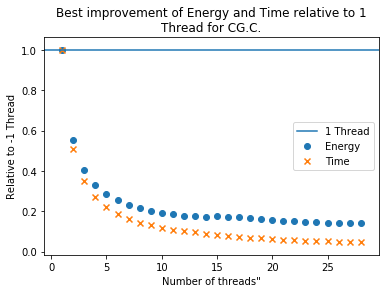 Best improvement of Energy and Time relative to 1
Thread for CG.C.
1.0
0.8
0.6
0.4
0.2
0.0
Relative to -1 Thread
1 Thread
Energy
Time
0
5
10
15
20
25
Number of threads"